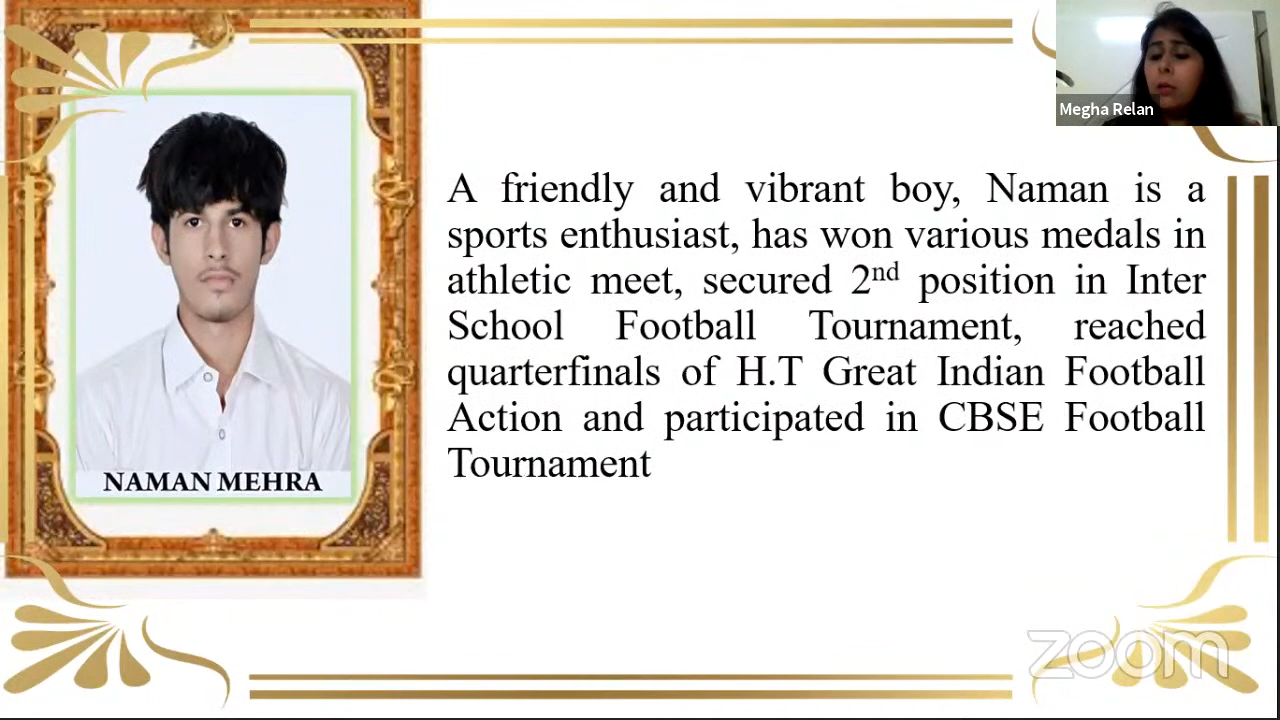 Megha Relan
A friendly and vibrant boy, Naman is a
sports enthusiast, has won various medals in
athletic meet, secured 2nd position in Inter
School Football Tournament, reached
quarterfinals of H.T Great Indian Football
Action and participated in CBSE Football
Tournament
NAMAN MEHRA
zoom